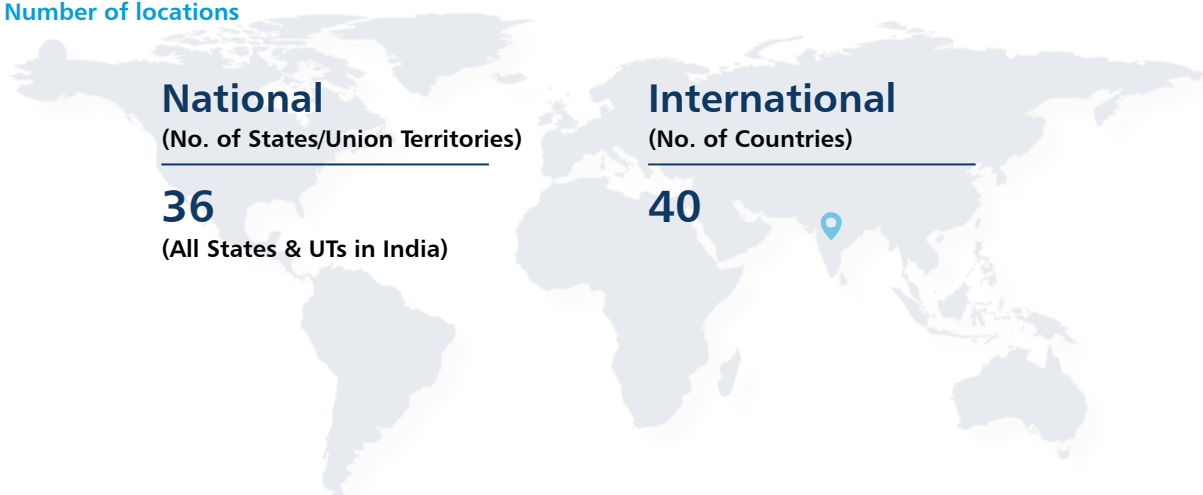 Number of locations
National
(No. of States/Union Territories)
36
(All States & UTs in India)
International
(No. of Countries)
40